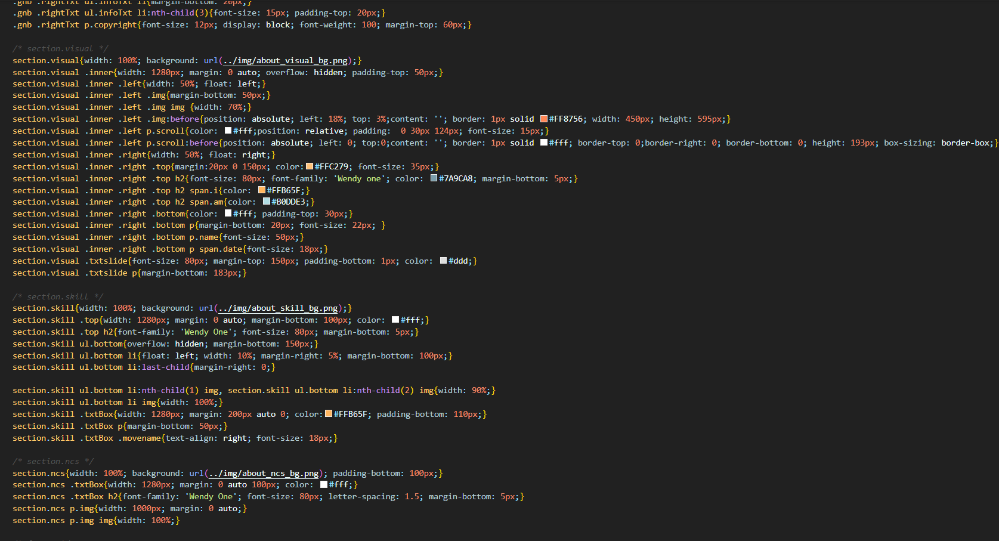 .gnb .rightTxt ul.infoTxt li{margin-bottom: 20px;}
.gnb .rightTxt ul.infoTxt li:nth-child(3){font-size: 15px; padding-top: 20px;}
.gnb .rightTxt p.copyright{font-size: 12px; display: block; font-weight: 100; margin-top: 60px;}
/* section.visual */
section.visual{width: 100%; background: url(../img/about_visual_bg.png);}
section.visual .inner{width: 1280px; margin: 0 auto; overflow: hidden; padding-top: 50px;}
section.visual .inner .left{width: 50%; float: left;}
section.visual .inner .left .img{margin-bottom: 50px;}
section.visual .inner .left .img img {width: 70%;}
section.visual .inner .left .img:before{position: absolute; left: 18%; top: 3%;content: ''; border: 1px solid #FF8756; width: 450px; height: 595px;}
section.visual .inner .left p.scroll{color: #fff;position: relative; padding:  0 30px 124px; font-size: 15px;}
section.visual .inner .left p.scroll:before{position: absolute; left: 0; top:0;content: ''; border: 1px solid #fff; border-top: 0;border-right: 0; border-bottom: 0; height: 193px; box-sizing: border-box;}
section.visual .inner .right{width: 50%; float: right;}
section.visual .inner .right .top{margin:20px 0 150px; color:#FFC279; font-size: 35px;}
section.visual .inner .right .top h2{font-size: 80px; font-family: 'Wendy one'; color: #7A9CA8; margin-bottom: 5px;}
section.visual .inner .right .top h2 span.i{color: #FFB65F;}
section.visual .inner .right .top h2 span.am{color: #B0DDE3;}
section.visual .inner .right .bottom{color: #fff; padding-top: 30px;}
section.visual .inner .right .bottom p{margin-bottom: 20px; font-size: 22px; }
section.visual .inner .right .bottom p.name{font-size: 50px;}
section.visual .inner .right .bottom p span.date{font-size: 18px;}
section.visual .txtslide{font-size: 80px; margin-top: 150px; padding-bottom: 1px; color: #ddd;}
section.visual .txtslide p{margin-bottom: 183px;}
/* section.skill */
section.skill{width: 100%; background: url(../img/about_skill_bg.png);}
section.skill .top{width: 1280px; margin: 0 auto; margin-bottom: 100px; color: #fff;}
section.skill .top h2{font-family: 'Wendy One'; font-size: 80px; margin-bottom: 5px;}
section.skill ul.bottom{overflow: hidden; margin-bottom: 150px;}
section.skill ul.bottom li{float: left; width: 10%; margin-right: 5%; margin-bottom: 100px;}
section.skill ul.bottom li:last-child{margin-right: 0;}
section.skill ul.bottom li:nth-child(1) img, section.skill ul.bottom li:nth-child(2) img{width: 90%;}
section.skill ul.bottom li img{width: 100%;}
section.skill .txtBox{width: 1280px; margin: 200px auto 0; color:#FFB65F; padding-bottom: 110px;}
section.skill .txtBox p{margin-bottom: 50px;}
section.skill .txtBox .movename{text-align: right; font-size: 18px;}
/* section.ncs */
section.ncs{width: 100%; background: url(../img/about_ncs_bg.png); padding-bottom: 100px;}
section.ncs .txtBox{width: 1280px; margin: 0 auto 100px; color: #fff;}
section.ncs .txtBox h2{font-family: 'Wendy One'; font-size: 80px; letter-spacing: 1.5; margin-bottom: 5px;}
section.ncs p.img{width: 1000px; margin: 0 auto;}
section.ncs p.img img{width: 100%;}